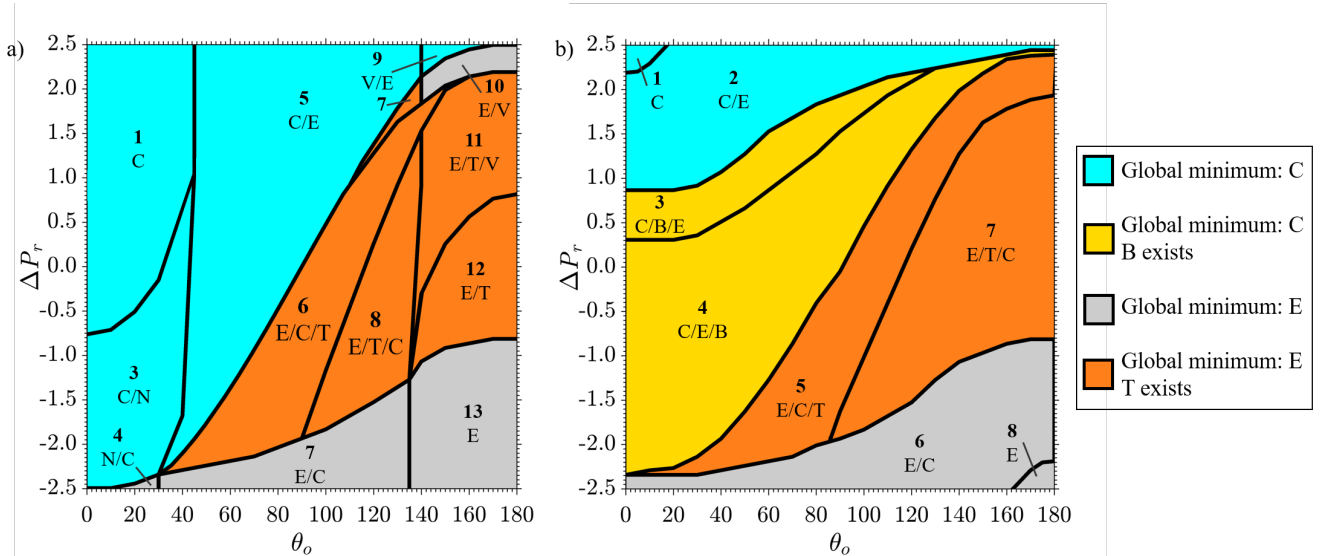 a)
2.5
2.0
1.5
1.0
0.5
0.0
-0.5
-1.0
-1.5
-2.0
-2.5
ΔP_r
0 20 40 60 80 100 120 140 160 180
θ_o
1
C
3
C/N
4
N/C
5
C/E
6
E/C/T
7
E/C
7
8
E/T/C
9
V/E
10
E/V
11
E/T/V
12
E/T
13
E
b)
2.5
2.0
1.5
1.0
0.5
0.0
-0.5
-1.0
-1.5
-2.0
-2.5
ΔP_r
0 20 40 60 80 100 120 140 160 180
θ_o
1
C
2
C/E
3
C/B/E
4
C/E/B
5
E/C/T
6
E/C
7
E/T/C
8
E
Global minimum: C
Global minimum: C
B exists
Global minimum: E
Global minimum: E
T exists